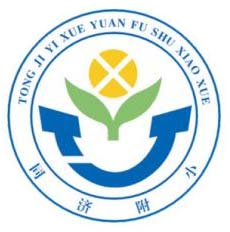 TONG JI YI XUE YUAN FU SHU XIAO XUE
同济附小